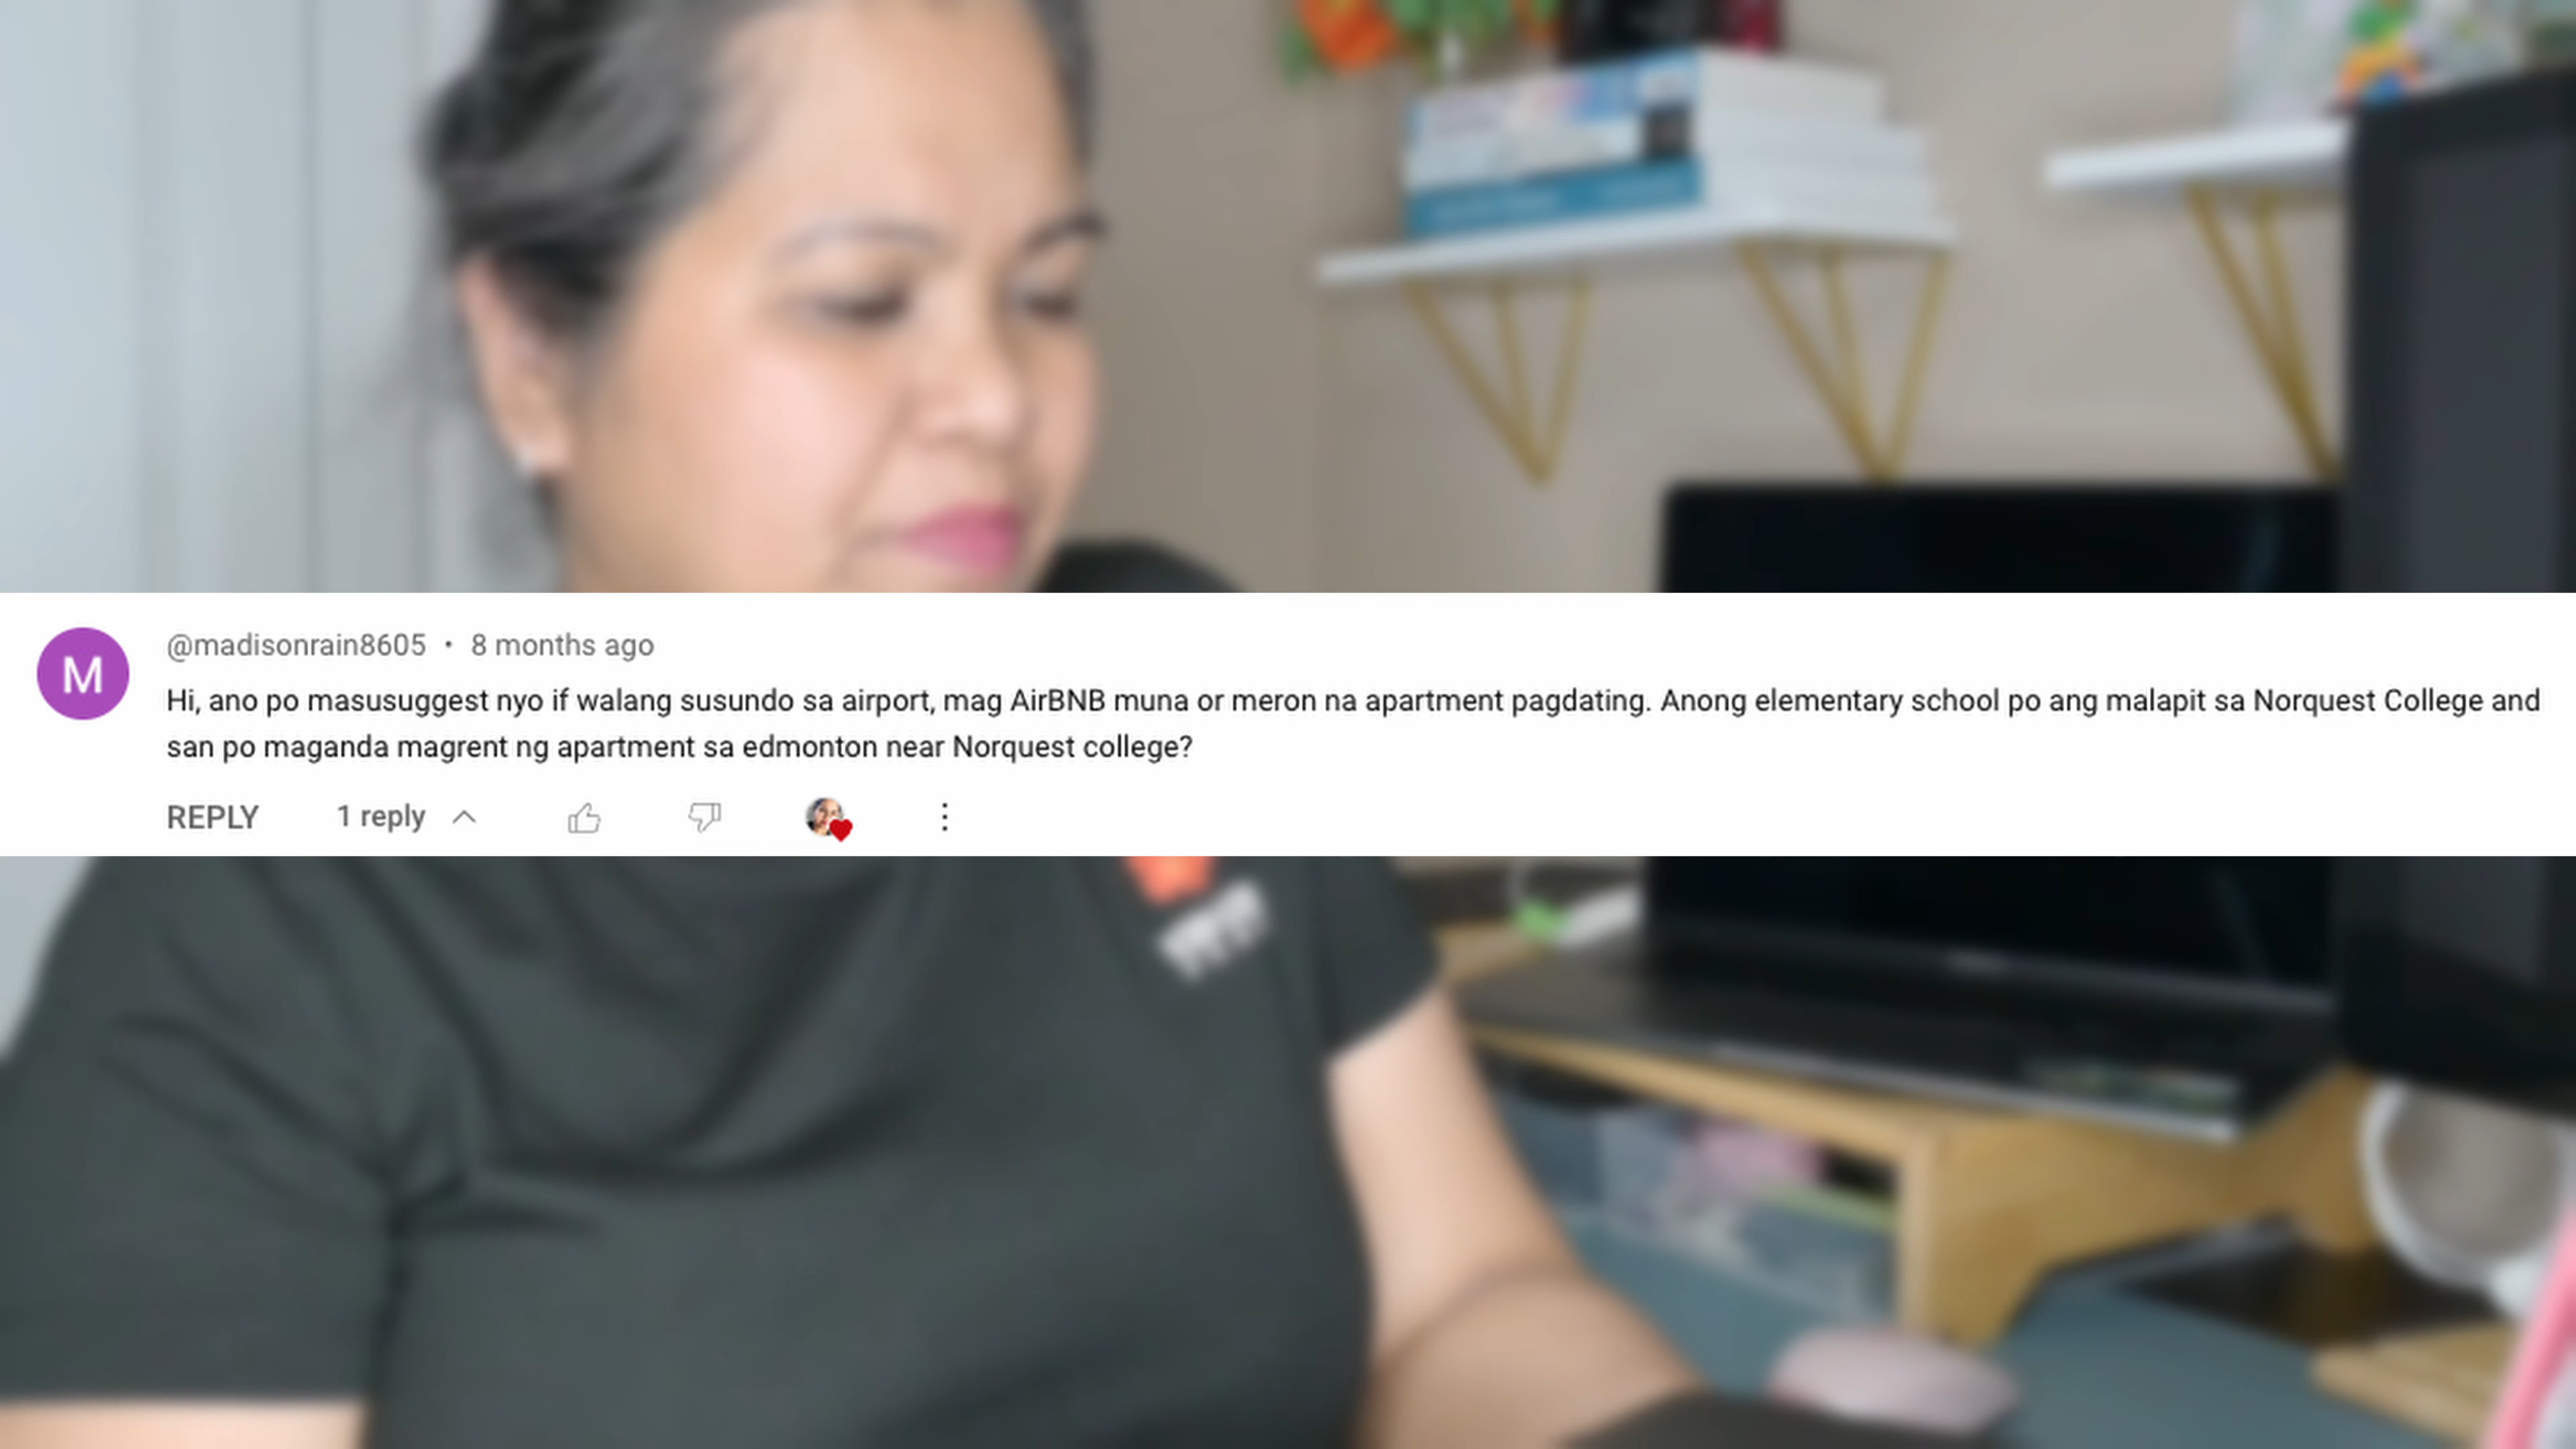 M
@madisonrain8605 • 8 months ago
Hi, ano po masusuggest nyo if walang susundo sa airport, mag AirBNB muna or meron na apartment pagdating. Anong elementary school po ang malapit sa Norquest College and
san po maganda magrent ng apartment sa edmonton near Norquest college?
REPLY 1 reply